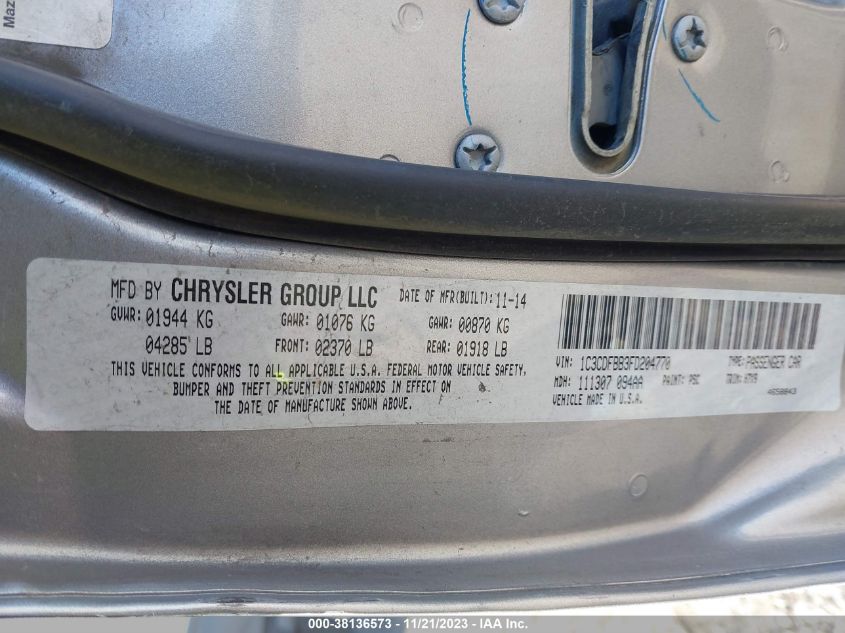 Maz
MFD BY CHRYSLER GROUP LLC DATE OF MFR(BUILT): 11-14
GVWR: 01944 KG GAWR: 01076 KG GAWR: 00870 KG
04285 LB FRONT: 02370 LB REAR: 01918 LB
THIS VEHICLE CONFORMS TO ALL APPLICABLE U.S.A. FEDERAL MOTOR VEHICLE SAFETY,
BUMPER AND THEFT PREVENTION STANDARDS IN EFFECT ON
THE DATE OF MANUFACTURE SHOWN ABOVE.
VIN: 1C3CDFBB3FD204770 TYPE: PASSENGER CAR
MDH: 111307 094AA PAINT: PSC TRIM:
VEHICLE MADE IN U.S.A. 4650843
000-38136573 - 11/21/2023 - IAA Inc.